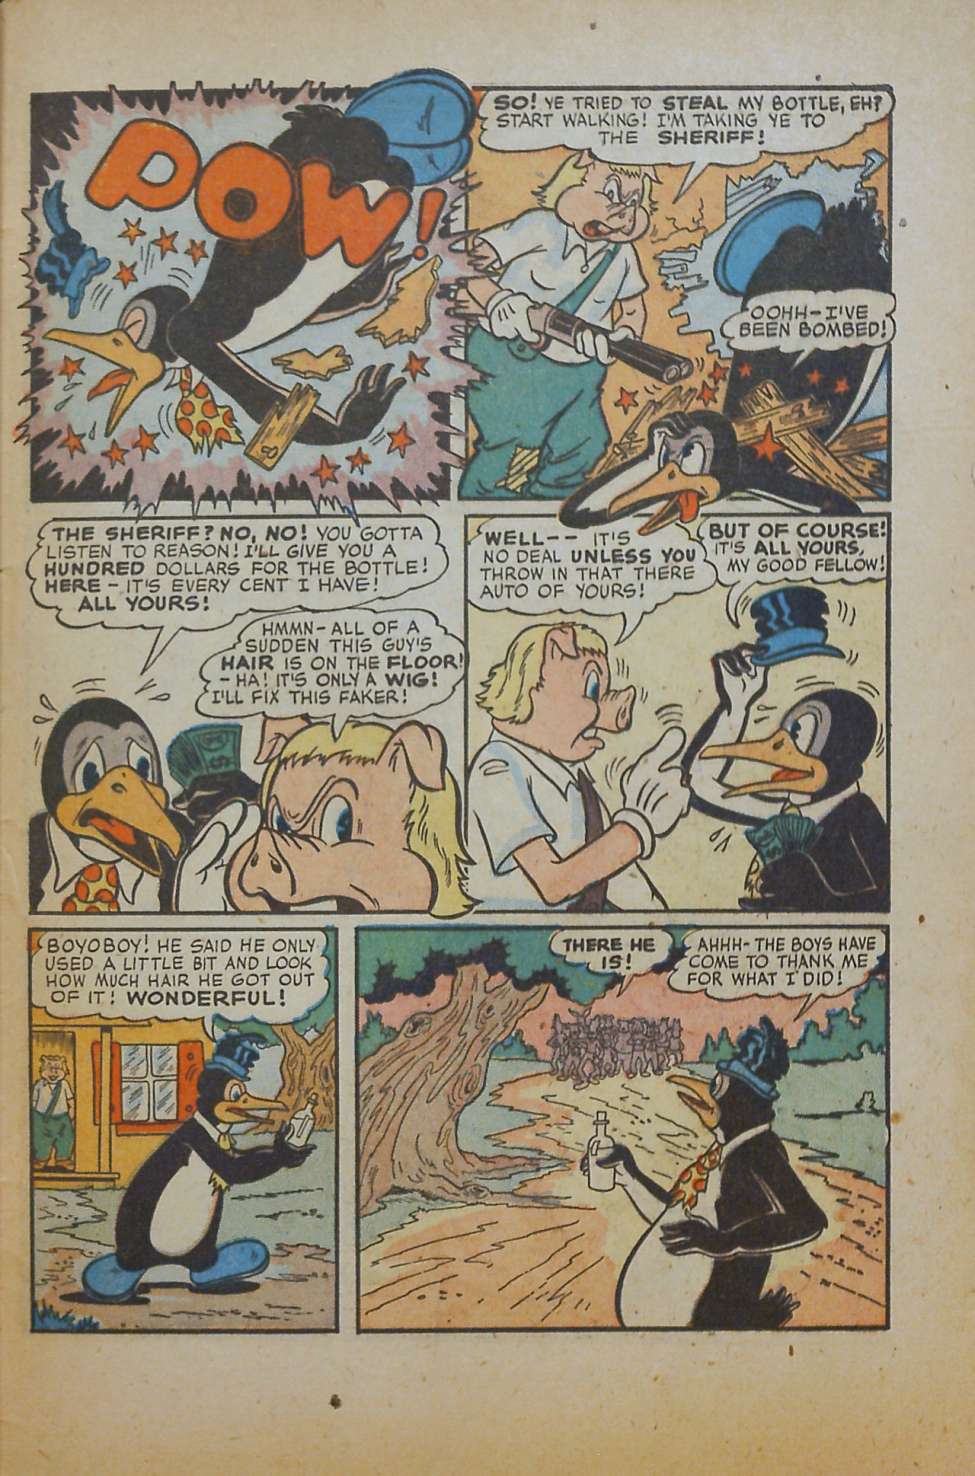 POW!
SO! YE TRIED TO STEAL MY BOTTLE, EH?
START WALKING! I'M TAKING YE TO
THE SHERIFF!
OOHH-I'VE
BEEN BOMBED!
THE SHERIFF? NO, NO! YOU GOTTA
LISTEN TO REASON! I'LL GIVE YOU A
HUNDRED DOLLARS FOR THE BOTTLE!
HERE - IT'S EVERY CENT I HAVE!
ALL YOURS!
HMMN-ALL OF A
SUDDEN THIS GUY'S
HAIR IS ON THE FLOOR!
- HA! IT'S ONLY A WIG!
I'LL FIX THIS FAKER!
WELL-- IT'S
NO DEAL UNLESS YOU
THROW IN THAT THERE
AUTO OF YOURS!
BUT OF COURSE!
IT'S ALL YOURS,
MY GOOD FELLOW!
BOYOBOY! HE SAID HE ONLY
USED A LITTLE BIT AND LOOK
HOW MUCH HAIR HE GOT OUT
OF IT! WONDERFUL!
THERE HE
IS!
AHHH-THE BOYS HAVE
COME TO THANK ME
FOR WHAT I DID!